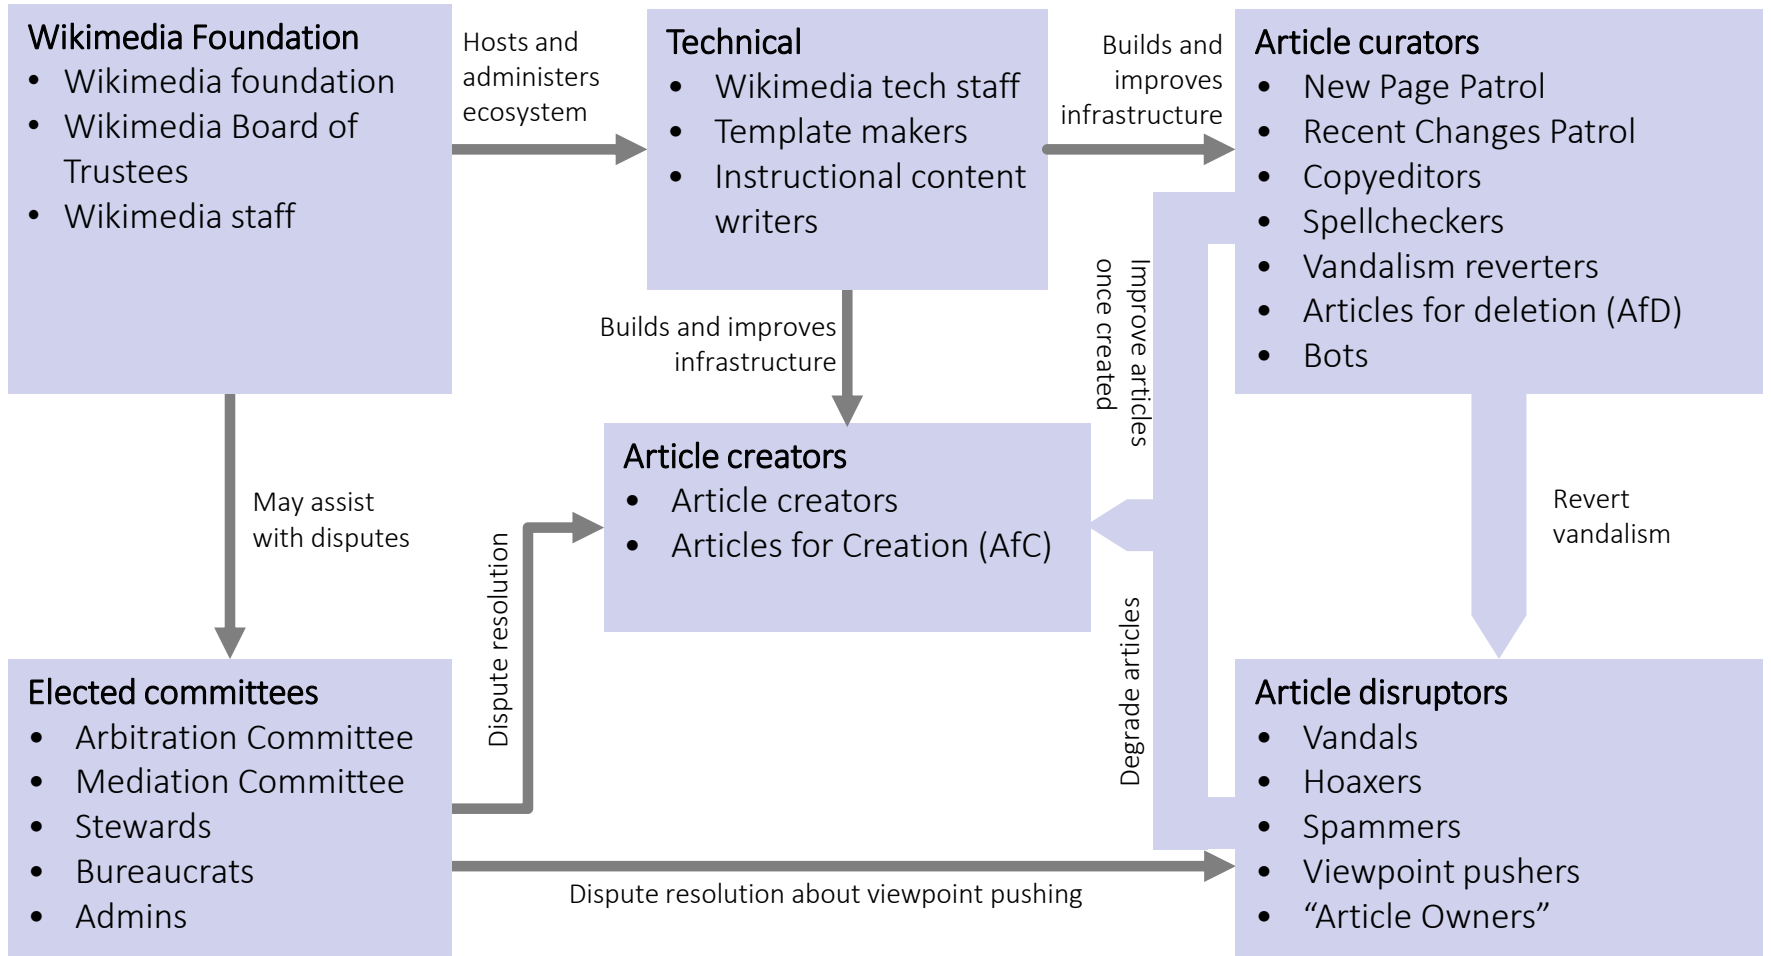 Wikimedia Foundation
• Wikimedia foundation
• Wikimedia Board of
Trustees
• Wikimedia staff
Hosts and
administers
ecosystem
Technical
• Wikimedia tech staff
• Template makers
• Instructional content
writers
Builds and
improves
infrastructure
Article curators
• New Page Patrol
• Recent Changes Patrol
• Copyeditors
• Spellcheckers
• Vandalism reverters
• Articles for deletion (AfD)
• Bots
Builds and improves
infrastructure
Improve articles
once created
May assist
with disputes
Article creators
• Article creators
• Articles for Creation (AfC)
Revert
vandalism
Dispute resolution
Degrade articles
Elected committees
• Arbitration Committee
• Mediation Committee
• Stewards
• Bureaucrats
• Admins
Dispute resolution about viewpoint pushing
Article disruptors
• Vandals
• Hoaxers
• Spammers
• Viewpoint pushers
• “Article Owners”